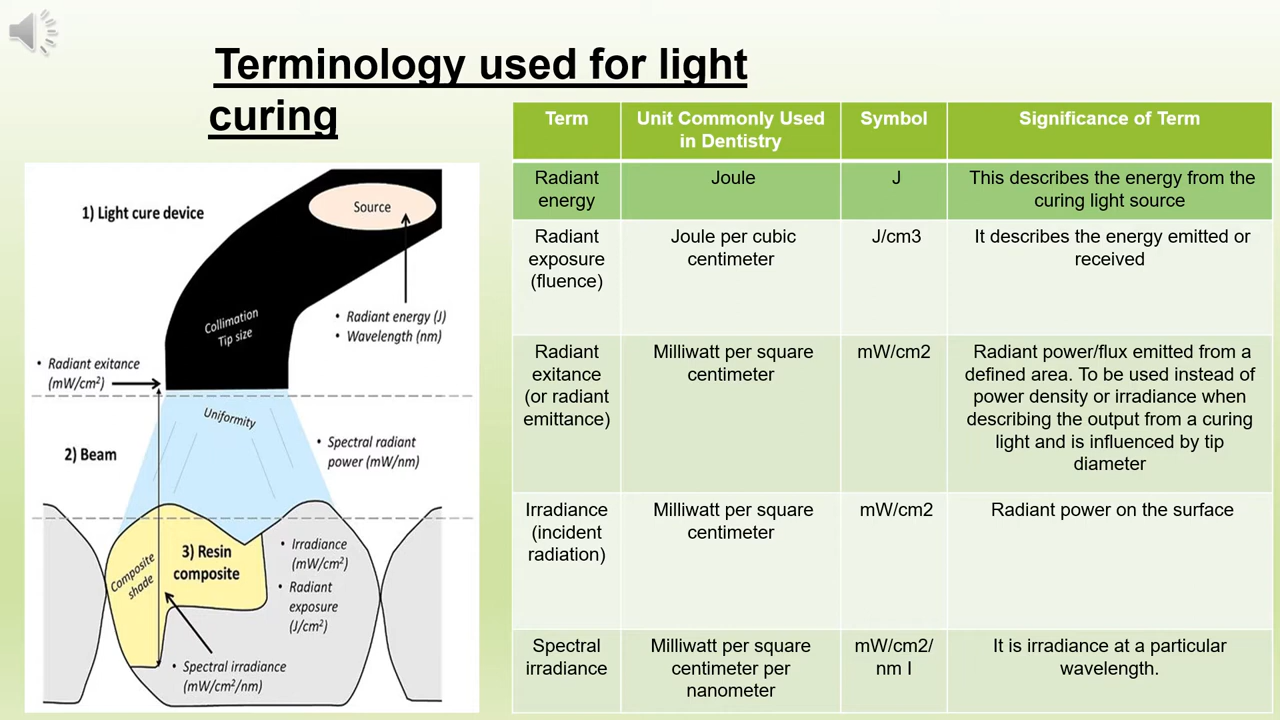 Terminology used for light
curing
1) Light cure device
Source
Collimation
Tip size
• Radiant energy (J)
• Wavelength (nm)
• Radiant exitance
(mW/cm²)
Uniformity
2) Beam
• Spectral radiant
power (mW/nm)
3) Resin
composite
Composite
shade
• Irradiance
(mW/cm²)
• Radiant
exposure
(J/cm²)
• Spectral irradiance
(mW/cm²/nm)
Term
Unit Commonly Used
in Dentistry
Symbol
Significance of Term
Radiant
energy
Joule
J
This describes the energy from the
curing light source
Radiant
exposure
(fluence)
Joule per cubic
centimeter
J/cm3
It describes the energy emitted or
received
Radiant
exitance
(or radiant
emittance)
Milliwatt per square
centimeter
mW/cm2
Radiant power/flux emitted from a
defined area. To be used instead of
power density or irradiance when
describing the output from a curing
light and is influenced by tip
diameter
Irradiance
(incident
radiation)
Milliwatt per square
centimeter
mW/cm2
Radiant power on the surface
Spectral
irradiance
Milliwatt per square
centimeter per
nanometer
mW/cm2/
nm I
It is irradiance at a particular
wavelength.